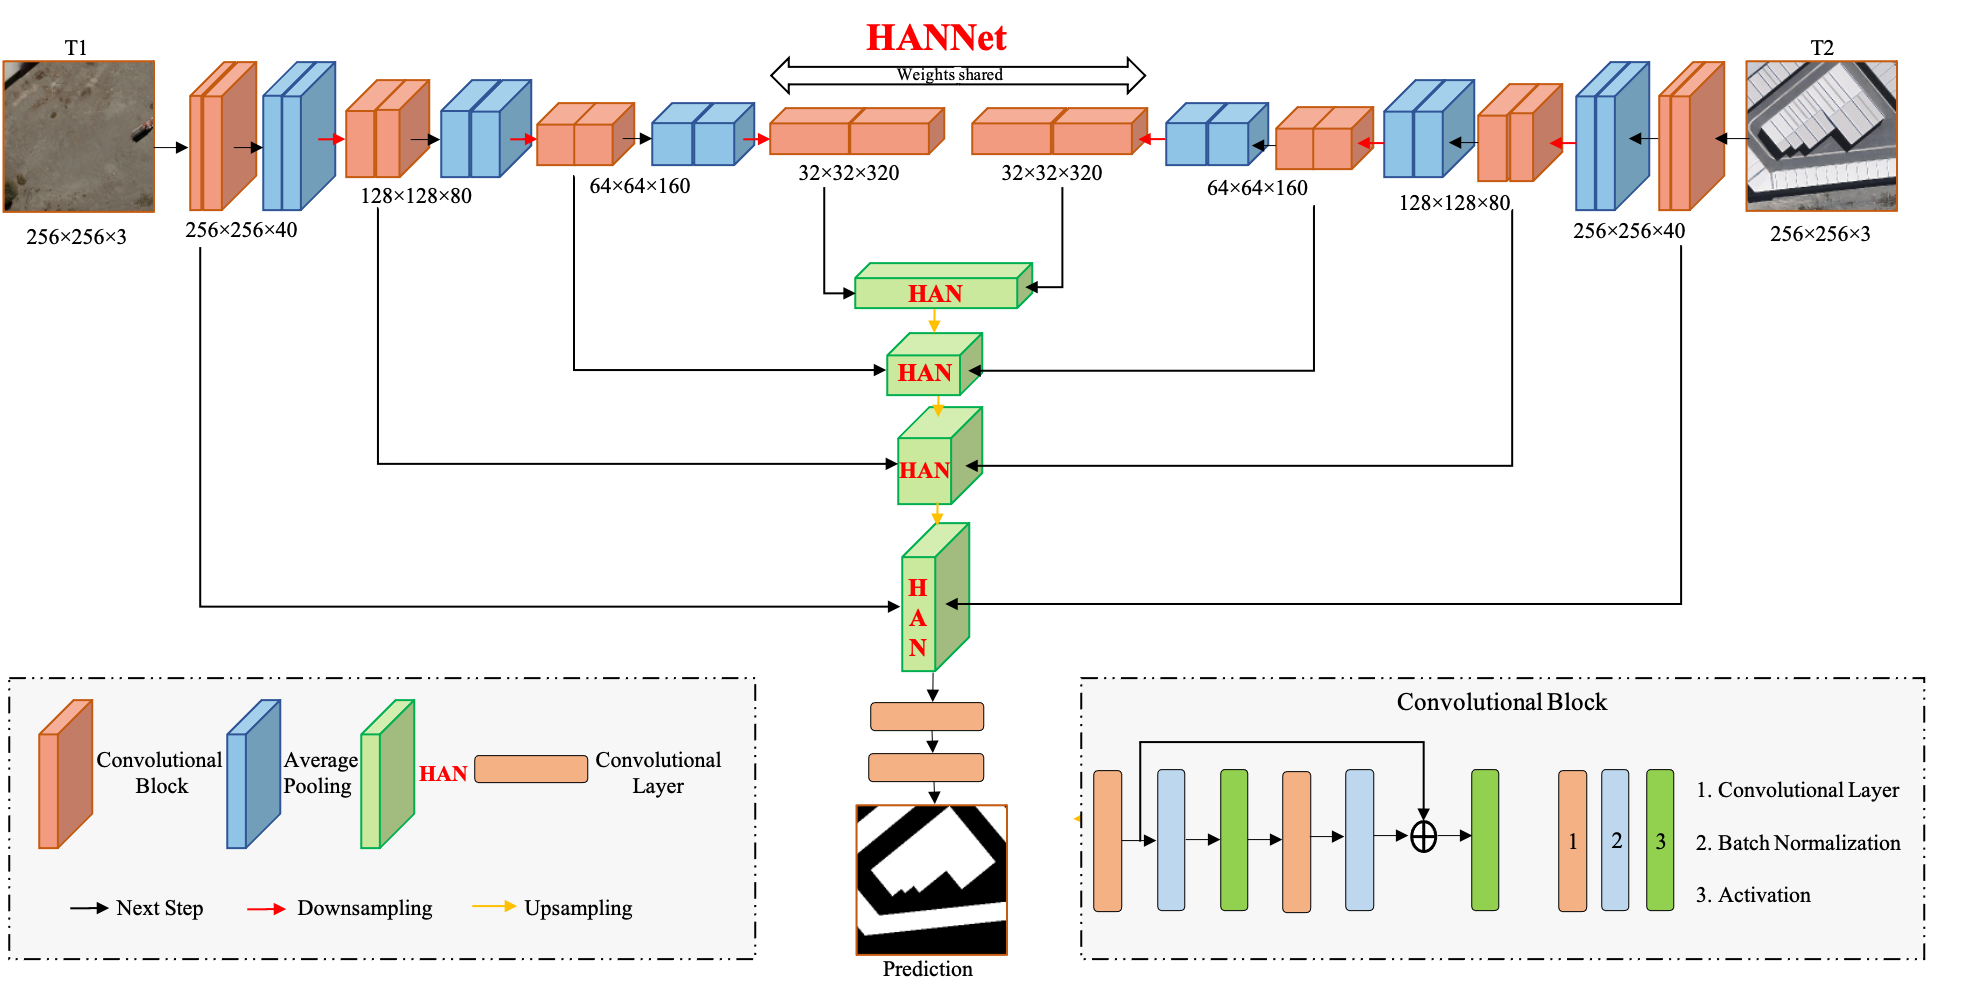 HANNet
T1
Weights shared
T2
256×256×3
256×256×40
128×128×80
64×64×160
32×32×320
32×32×320
64×64×160
128×128×80
256×256×40
256×256×3
HAN
HAN
HAN
H
A
N
Convolutional
Block
Average
Pooling
HAN
Convolutional
Layer
Next Step
Downsampling
Upsampling
Prediction
Convolutional Block
1
2
3
1. Convolutional Layer
2. Batch Normalization
3. Activation